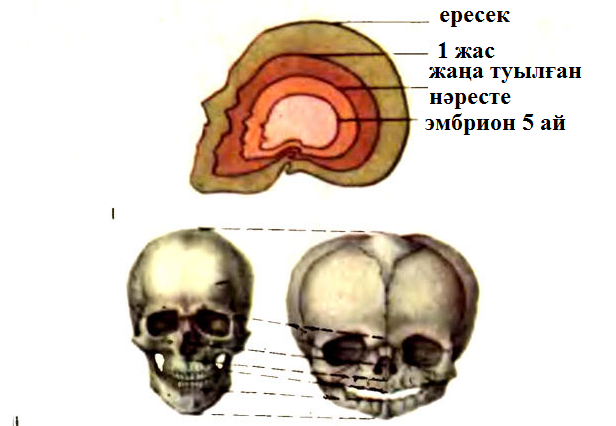 ересек
1 жас
жаңа туылған
нәресте
эмбрион 5 ай